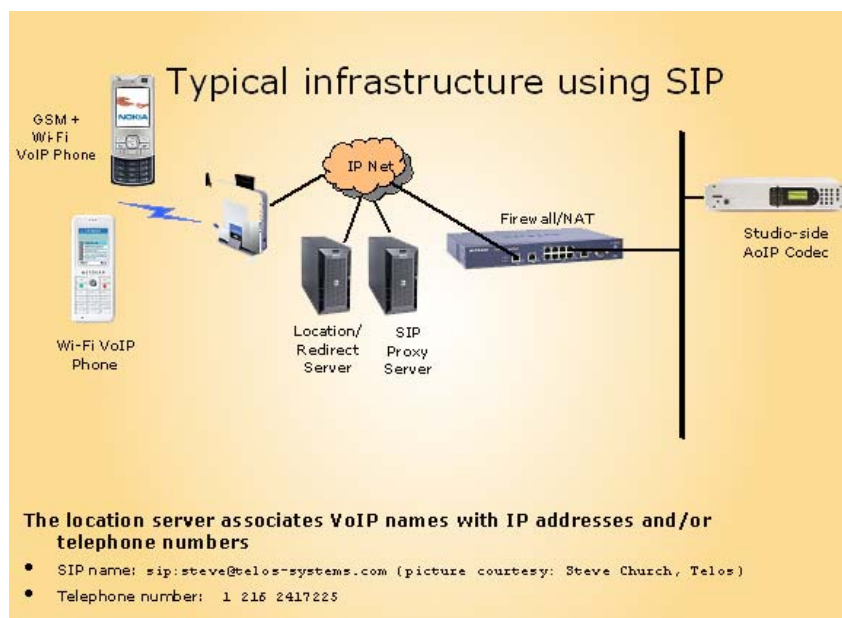 Typical infrastructure using SIP
GSM +
Wi-Fi
VoIP Phone
NOKIA
IP Net
Firewall/NAT
Studio-side
AoIP Codec
NETGEAR
Wi-Fi VoIP
Phone
Location/
Redirect
Server
SIP
Proxy
Server
The location server associates VoIP names with IP addresses and/or
telephone numbers
• SIP name: sip:steve@telos-systems.com (picture courtesy: Steve Church, Telos)
• Telephone number: 1 216 2417225